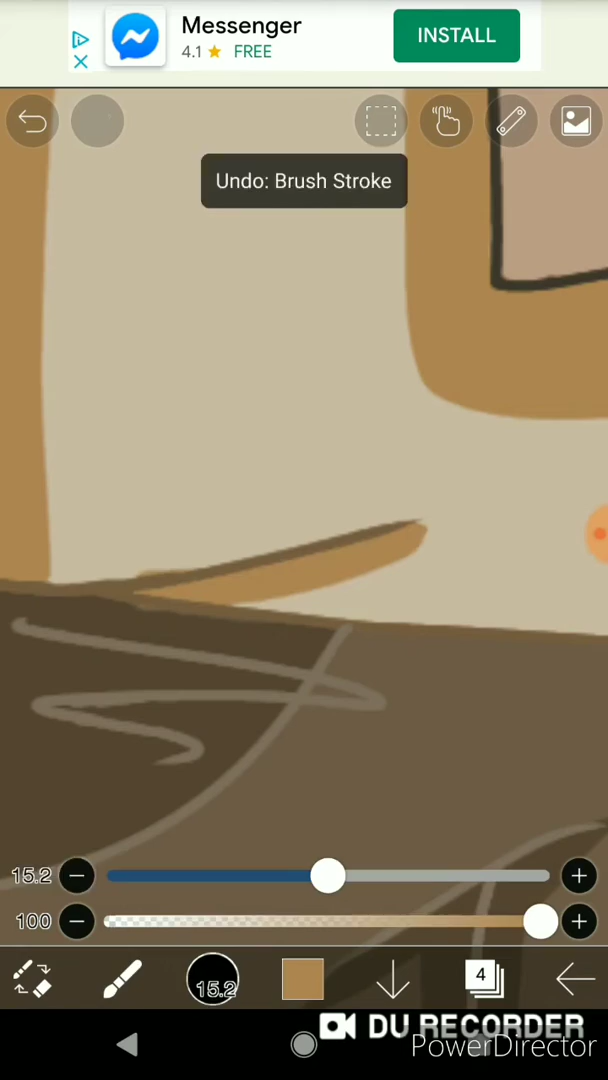 Messenger
4.1 FREE
INSTALL
Undo: Brush Stroke
15.2
100
15.2
4
DU RECORDER
PowerDirector